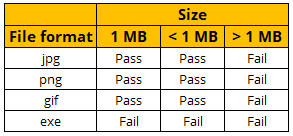 Size
File format 1 MB < 1 MB > 1 MB
jpg Pass Pass Fail
png Pass Pass Fail
gif Pass Pass Fail
exe Fail Fail Fail